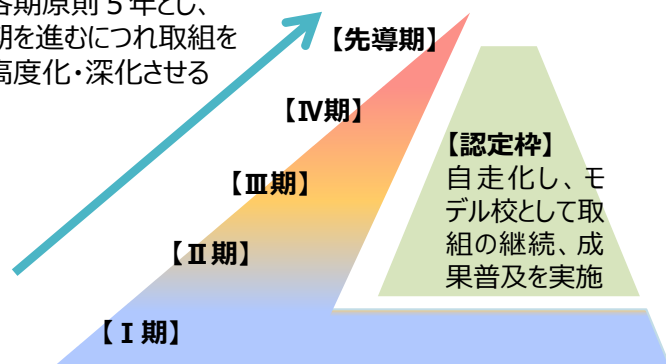 各期原則５年とし、
期を進むにつれ取組を
高度化・深化させる
【先導期】
【Ⅳ期】
【Ⅲ期】
【Ⅱ期】
【Ⅰ期】
【認定枠】
自走化し、モ
デル校として取
組の継続、成
果普及を実施